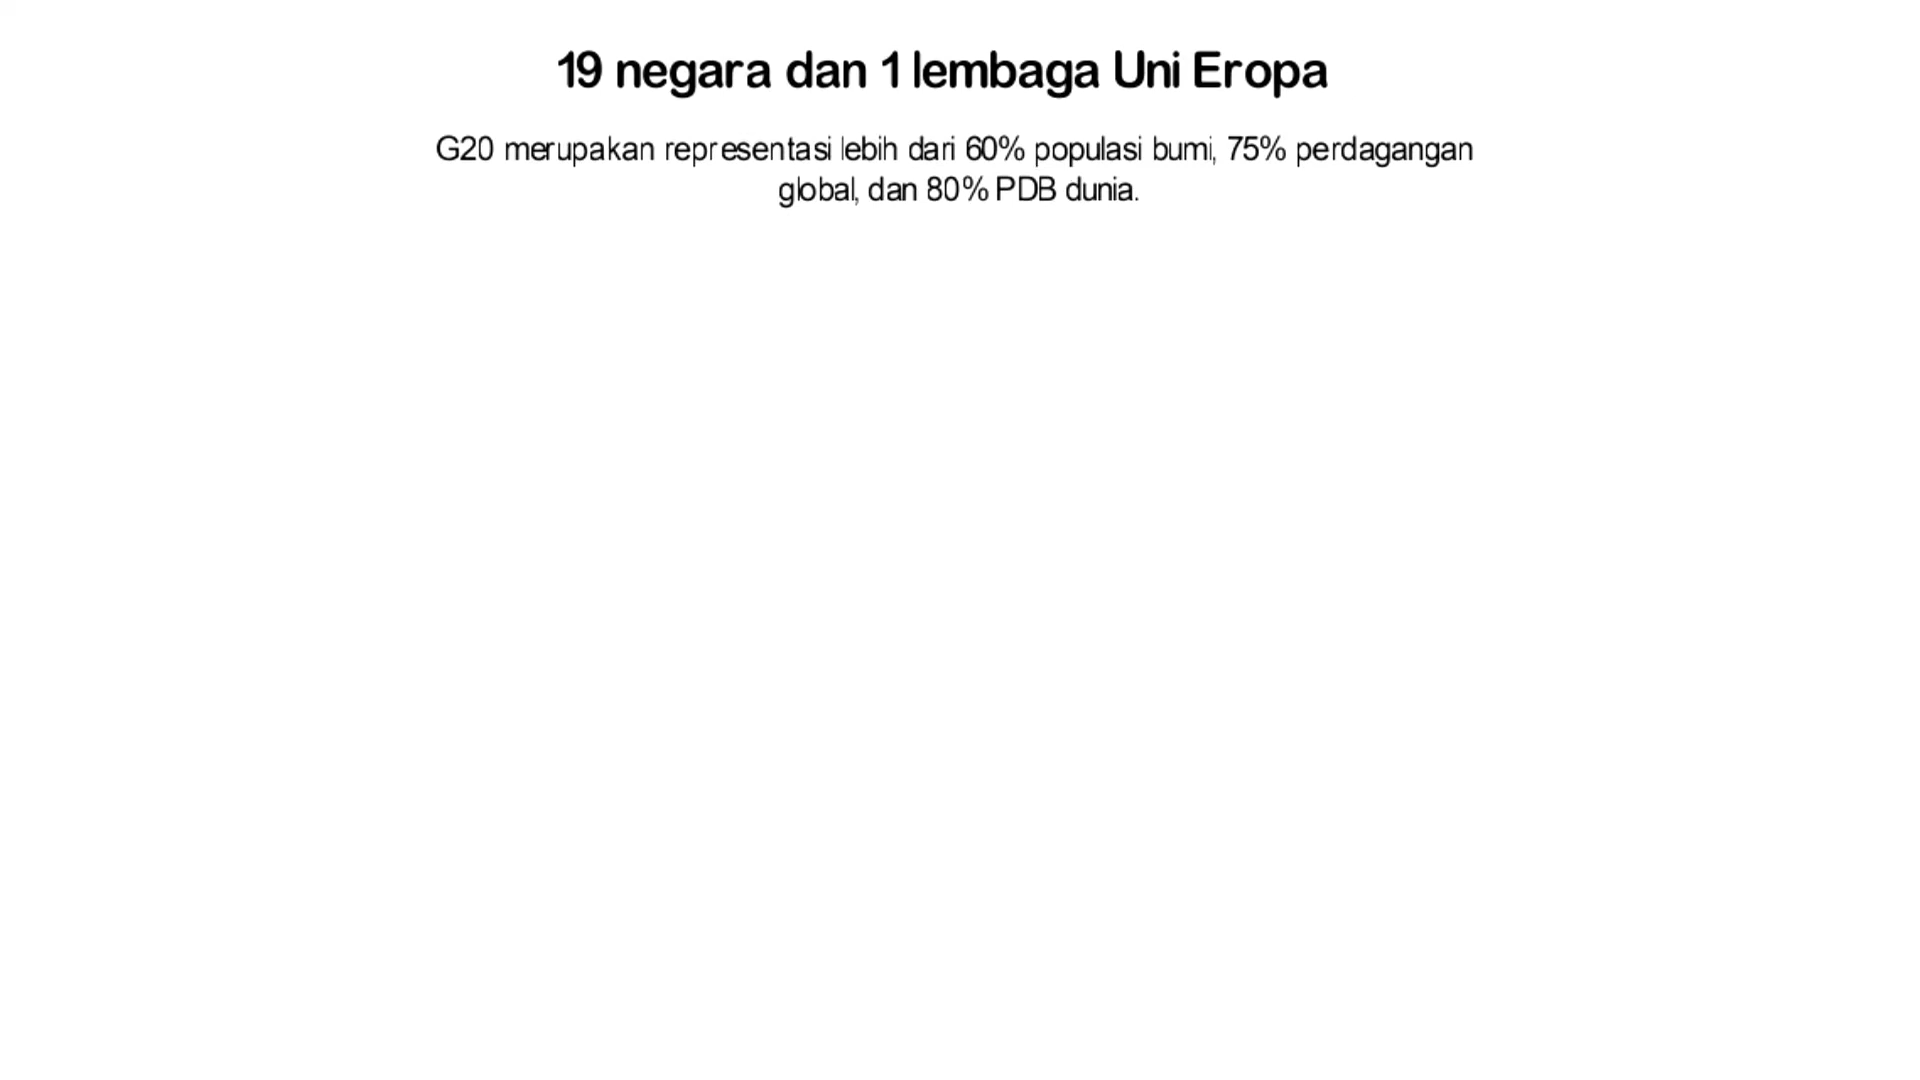 19 negara dan 1 lembaga Uni Eropa
G20 merupakan representasi lebih dari 60% populasi bumi, 75% perdagangan
global, dan 80% PDB dunia.